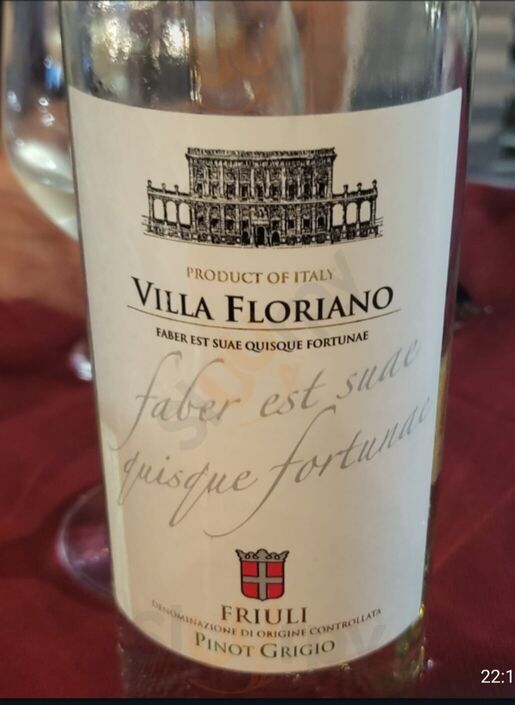 PRODUCT OF ITALY
VILLA FLORIANO
FABER EST SUAE QUISQUE FORTUNAE
faber est suae
quisque fortunae
FRIULI
DENOMINAZIONE DI ORIGINE CONTROLLATA
PINOT GRIGIO
22:1